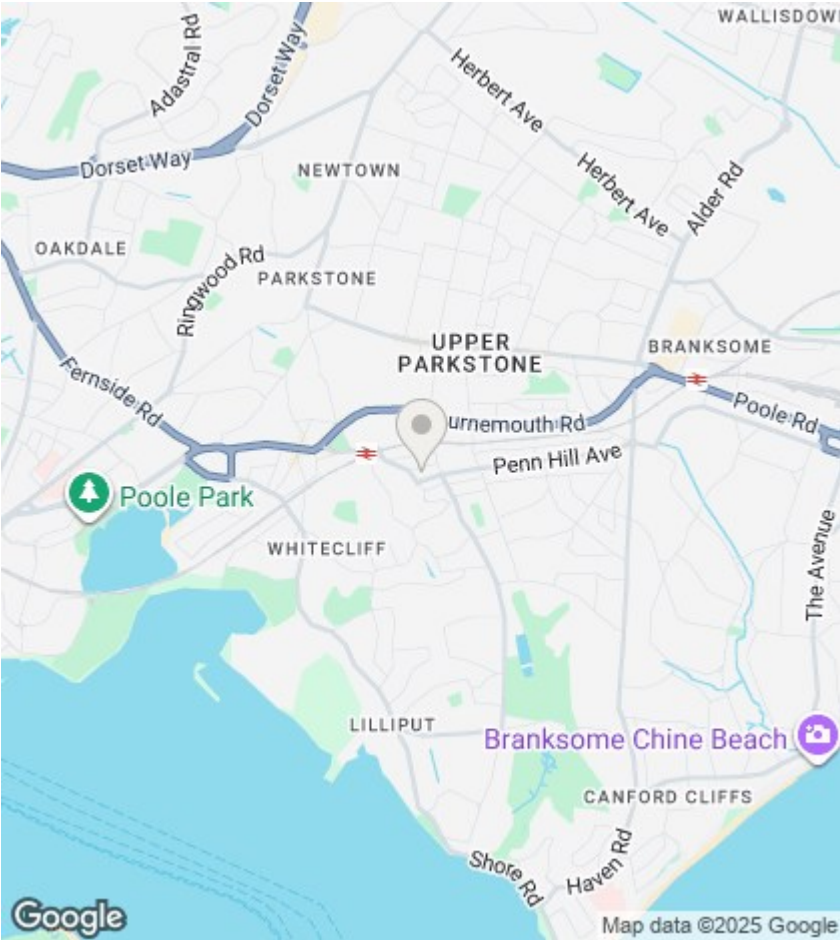 WALLISDOW
Adastral Rd
Dorset Way
Herbert Ave
Dorset Way
NEWTOWN
Herbert Ave
Alder Rd
OAKDALE
Ringwood Rd
PARKSTONE
UPPER
PARKSTONE
BRANKSOME
Fernside Rd
Poole Rd
urnemouth Rd
Penn Hill Ave
Poole Park
The Avenue
WHITECLIFF
LILLIPUT
Branksome Chine Beach
CANFORD CLIFFS
Shore Rd
Haven Rd
Google
Map data ©2025 Google